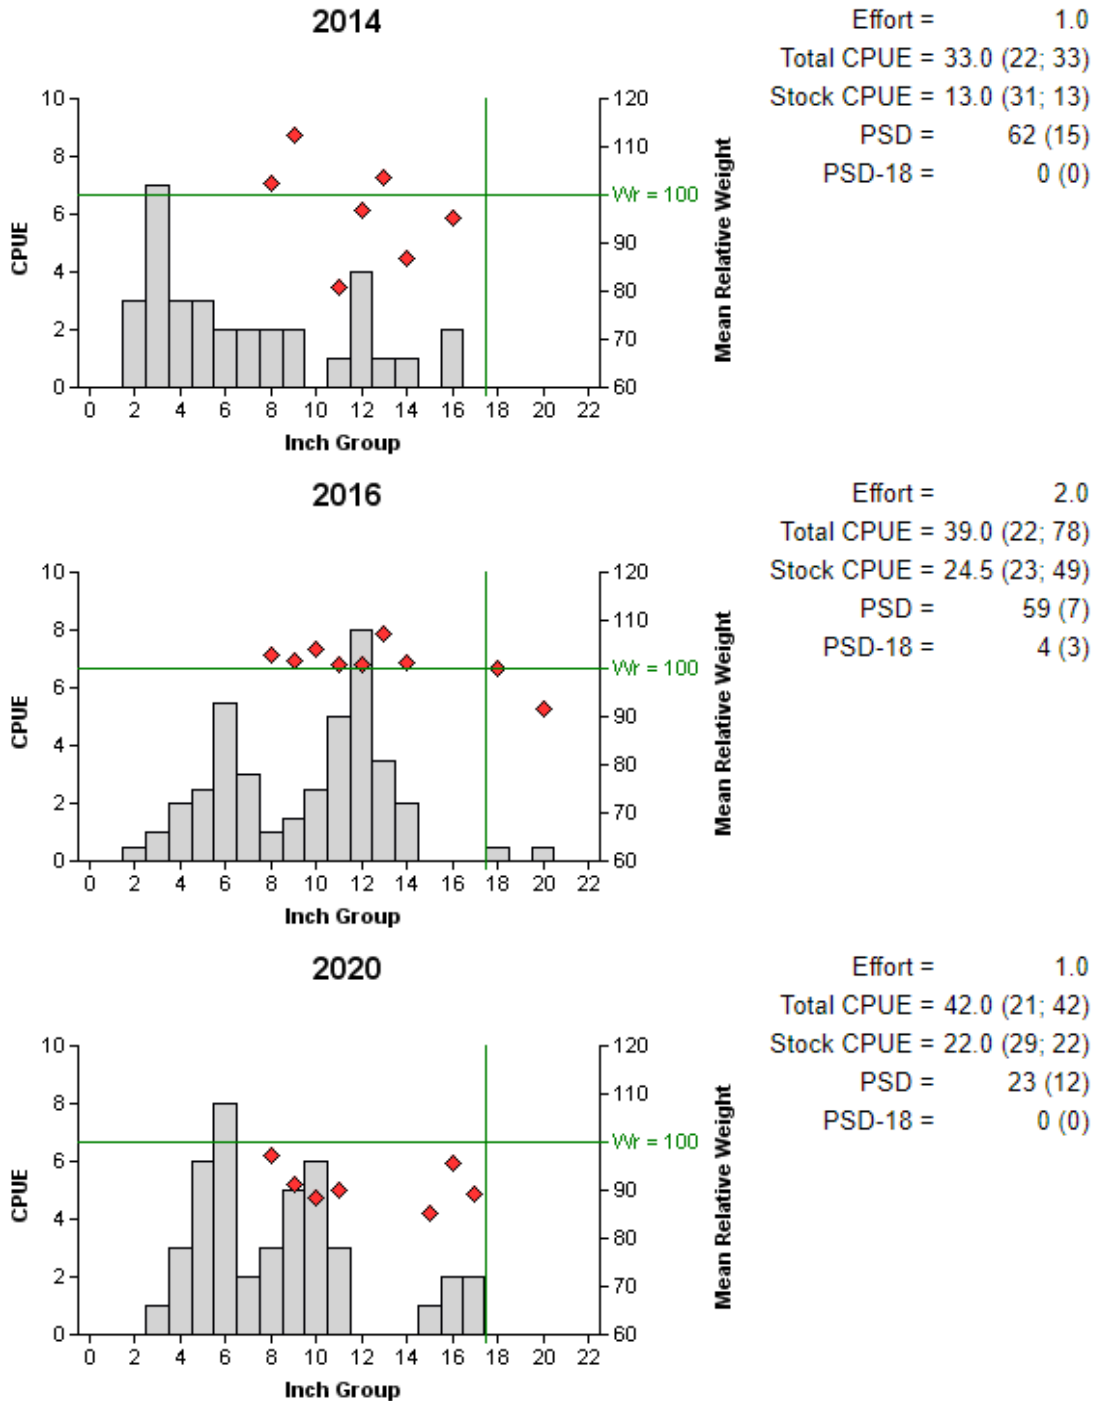 2014
Effort = 1.0
Total CPUE = 33.0 (22; 33)
Stock CPUE = 13.0 (31; 13)
PSD = 62 (15)
PSD-18 = 0 (0)
10 120
110
8
Wr = 100
6
90
4
80
2
70
0 60
CPUE
Mean Relative Weight
0 2 4 6 8 10 12 14 16 18 20 22
Inch Group
2016
Effort = 2.0
Total CPUE = 39.0 (22; 78)
Stock CPUE = 24.5 (23; 49)
PSD = 59 (7)
PSD-18 = 4 (3)
10 120
110
8
Wr = 100
6
90
4
80
2
70
0 60
CPUE
Mean Relative Weight
0 2 4 6 8 10 12 14 16 18 20 22
Inch Group
2020
Effort = 1.0
Total CPUE = 42.0 (21; 42)
Stock CPUE = 22.0 (29; 22)
PSD = 23 (12)
PSD-18 = 0 (0)
10 120
110
8
Wr = 100
6
90
4
80
2
70
0 60
CPUE
Mean Relative Weight
0 2 4 6 8 10 12 14 16 18 20 22
Inch Group